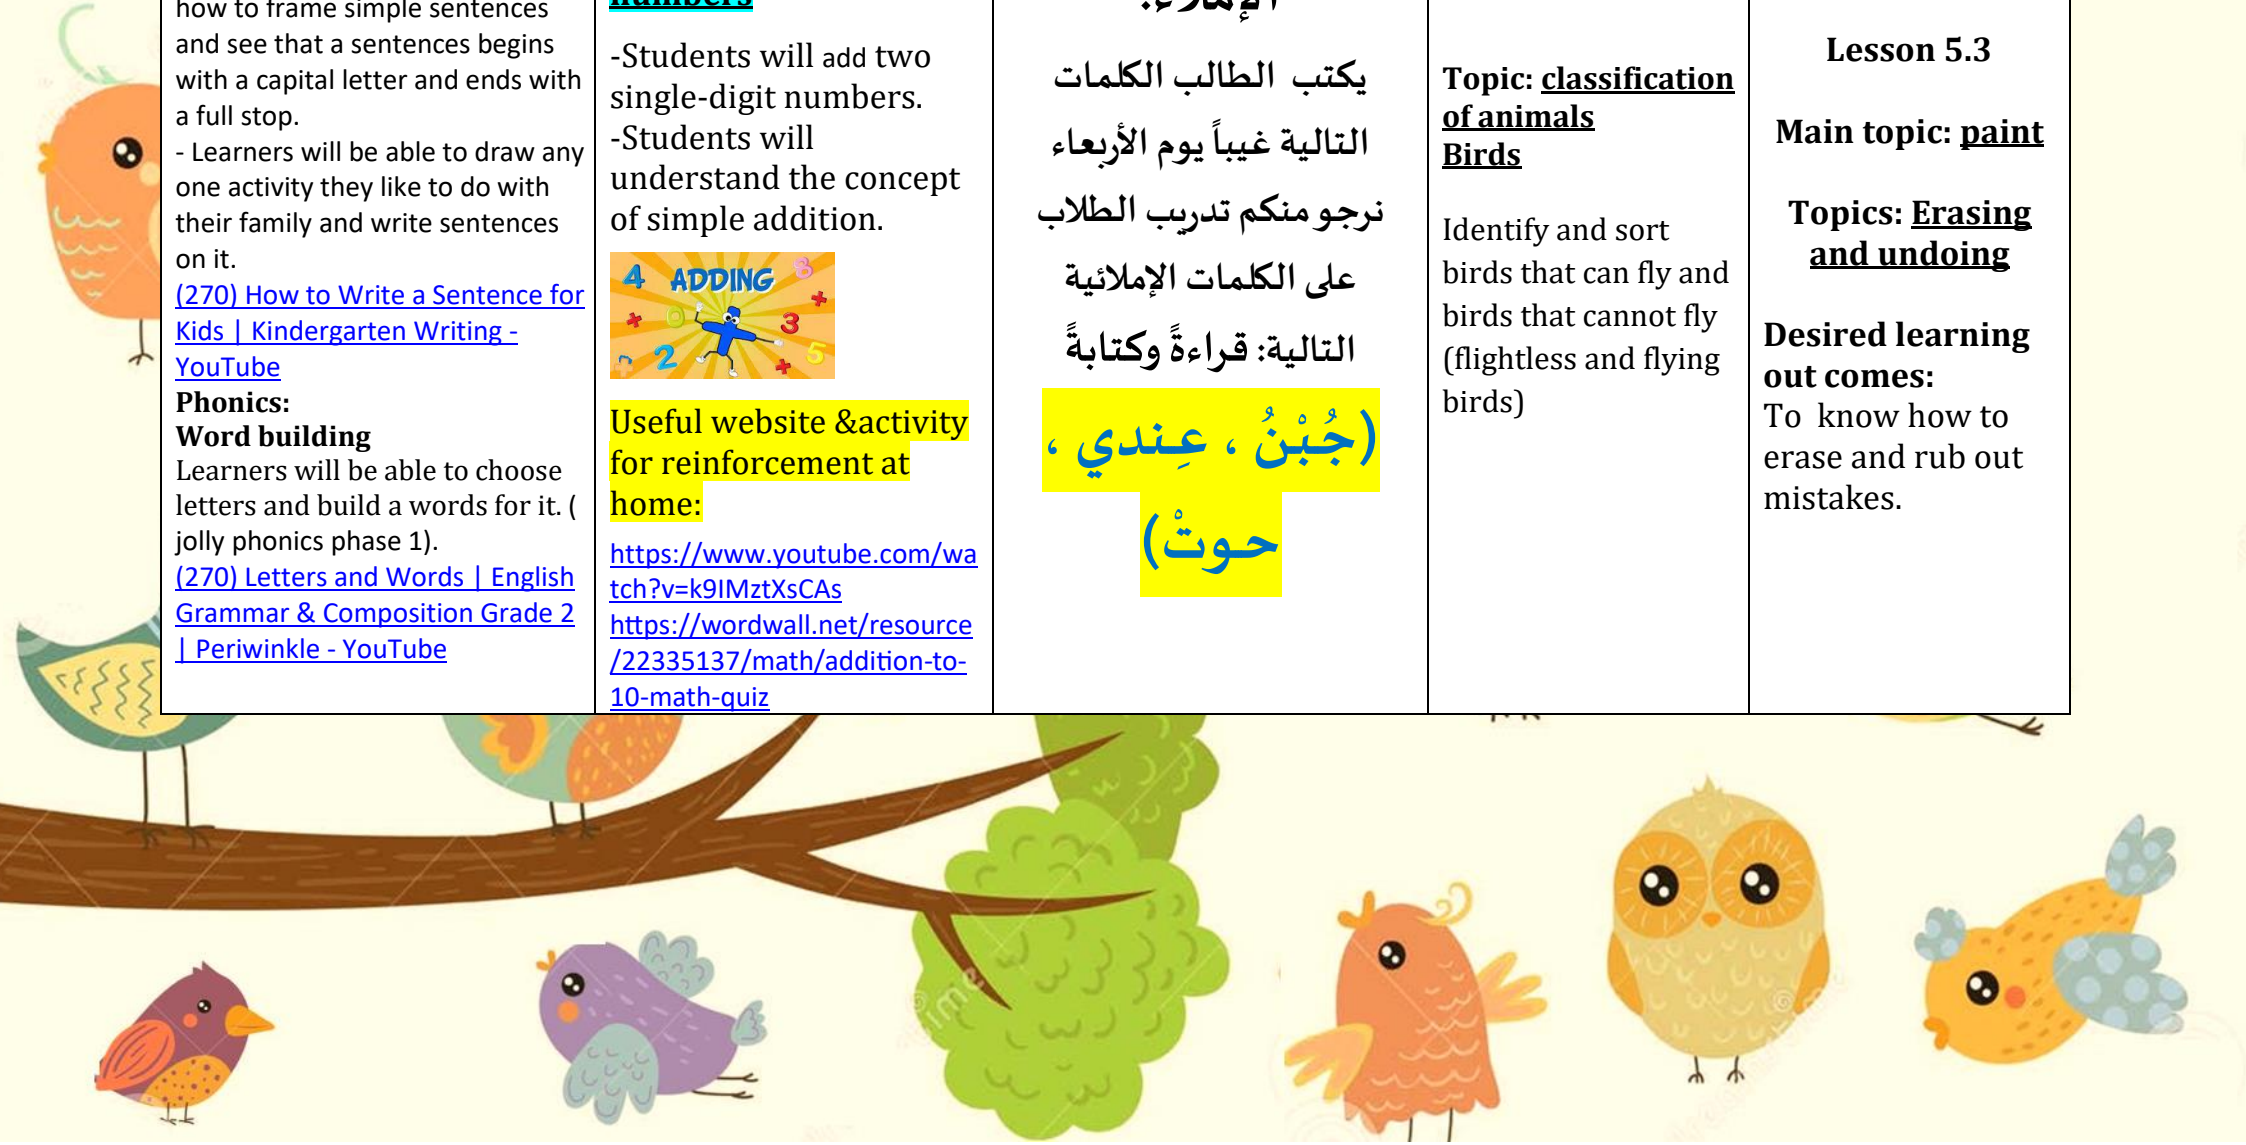 how to frame simple sentences
and see that a sentences begins
with a capital letter and ends with
a full stop.
- Learners will be able to draw any
one activity they like to do with
their family and write sentences
on it.
(270) How to Write a Sentence for
Kids | Kindergarten Writing -
YouTube
Phonics:
Word building
Learners will be able to choose
letters and build a words for it. (
jolly phonics phase 1).
(270) Letters and Words | English
Grammar & Composition Grade 2
| Periwinkle - YouTube
numbers
-Students will add two
single-digit numbers.
-Students will
understand the concept
of simple addition.
4 ADDING 8
0
3
2
5
Useful website &activity
for reinforcement at
home:
https://www.youtube.com/wa
tch?v=k9IMztXsCAs
https://wordwall.net/resource
/22335137/math/addition-to-
10-math-quiz
الإملاء:
يكتب الطالب الكلمات
التالية غيباً يوم الأربعاء
نرجو منكم تدريب الطلاب
على الكلمات الإملائية
التالية: قراءةً وكتابةً
(جُبْنُ ، عِندي ،
حوتْ)
Topic: classification
of animals
Birds
Identify and sort
birds that can fly and
birds that cannot fly
(flightless and flying
birds)
Lesson 5.3
Main topic: paint
Topics: Erasing
and undoing
Desired learning
out comes:
To know how to
erase and rub out
mistakes.